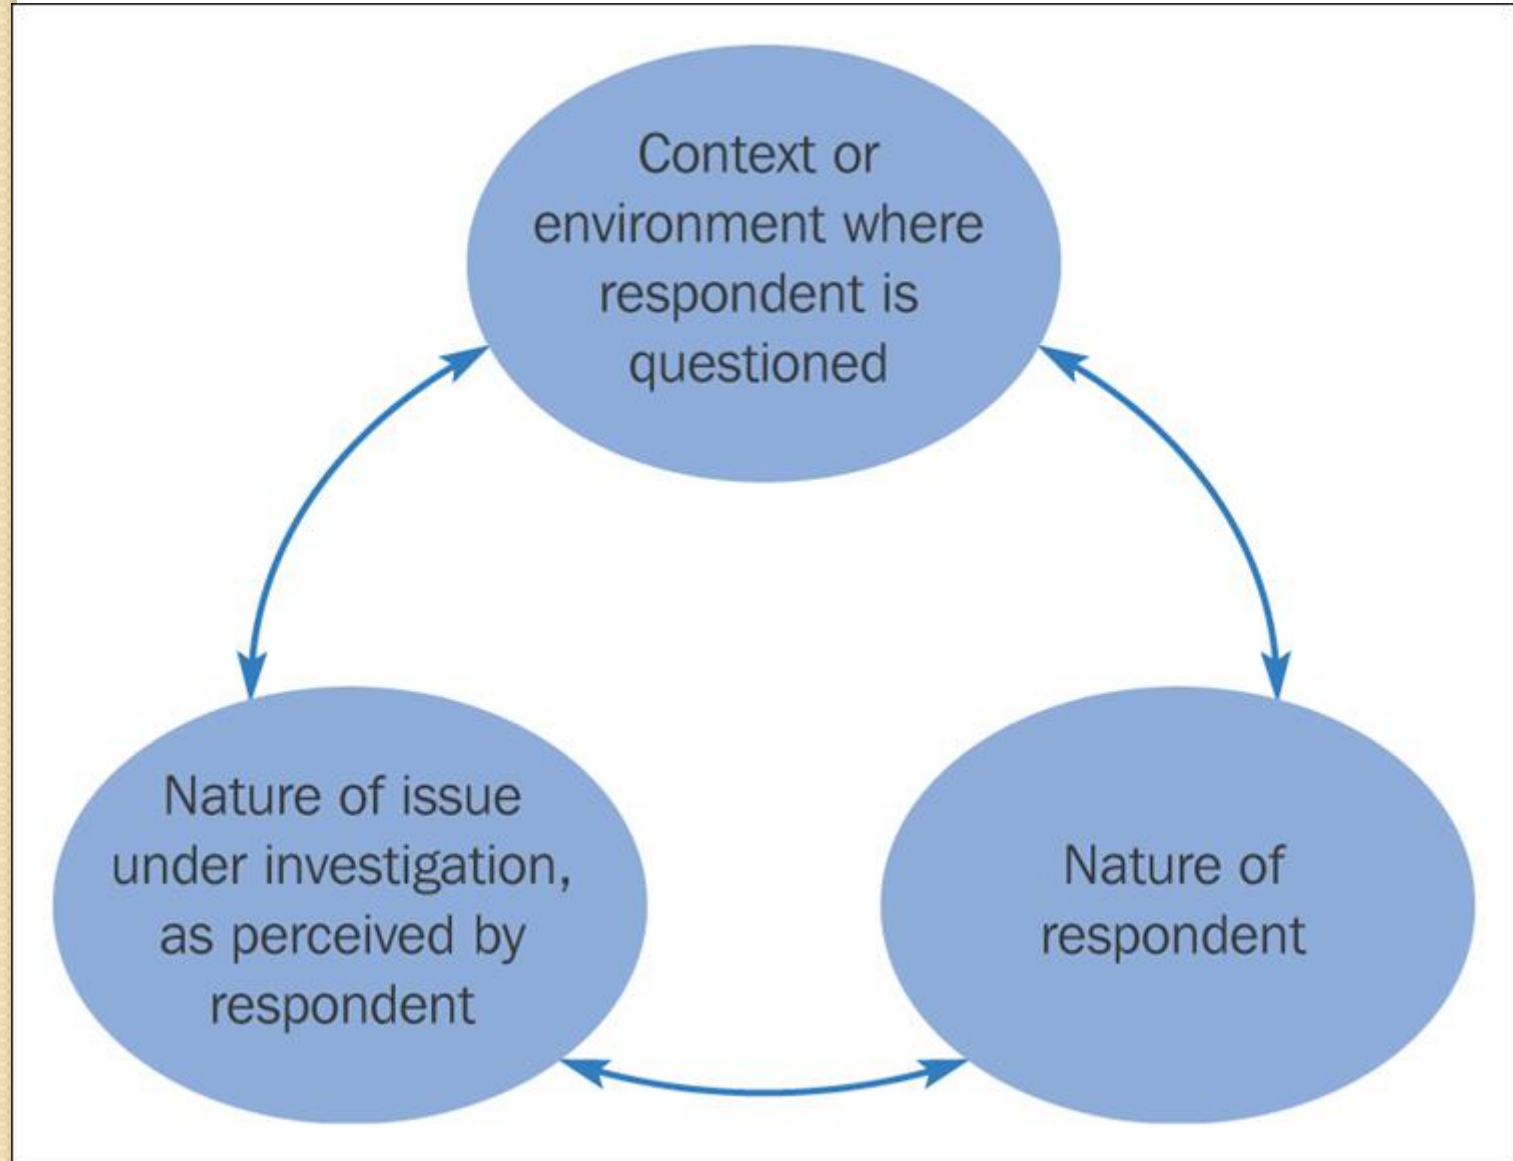 Context or
environment where
respondent is
questioned
Nature of issue
under investigation,
as perceived by
respondent
Nature of
respondent